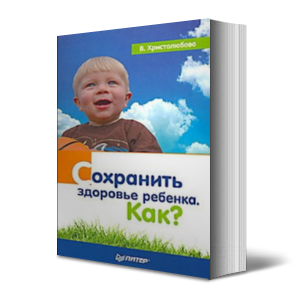 В. Христолюбова
Сохранить
здоровье ребенка.
Как?
ПИТЕР